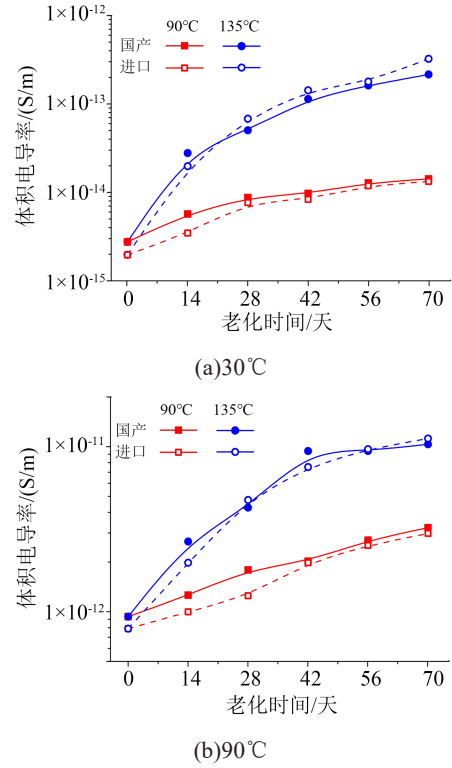 1×10⁻¹²
90℃ 135℃
国产
进口
1×10⁻¹³
体积电导率/(S/m)
1×10⁻¹⁴
1×10⁻¹⁵
0 14 28 42 56 70
老化时间/天
(a)30℃
90℃ 135℃
国产
进口
1×10⁻¹¹
体积电导率/(S/m)
1×10⁻¹²
0 14 28 42 56 70
老化时间/天
(b)90℃